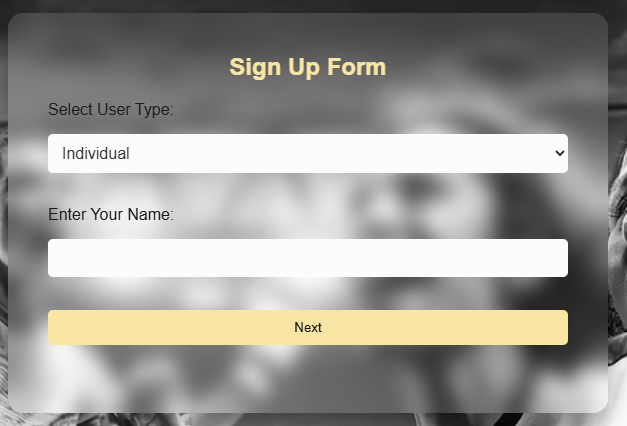 Sign Up Form
Select User Type:
Individual
Enter Your Name:
Next